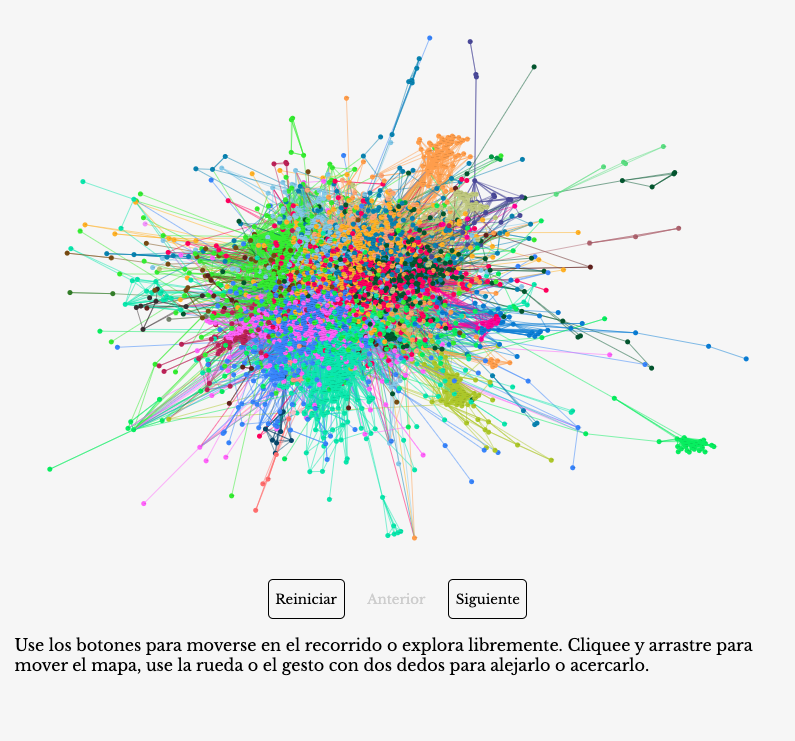 Reiniciar Anterior Siguiente
Use los botones para moverse en el recorrido o explora libremente. Cliquee y arrastre para
mover el mapa, use la rueda o el gesto con dos dedos para alejarlo o acercarlo.